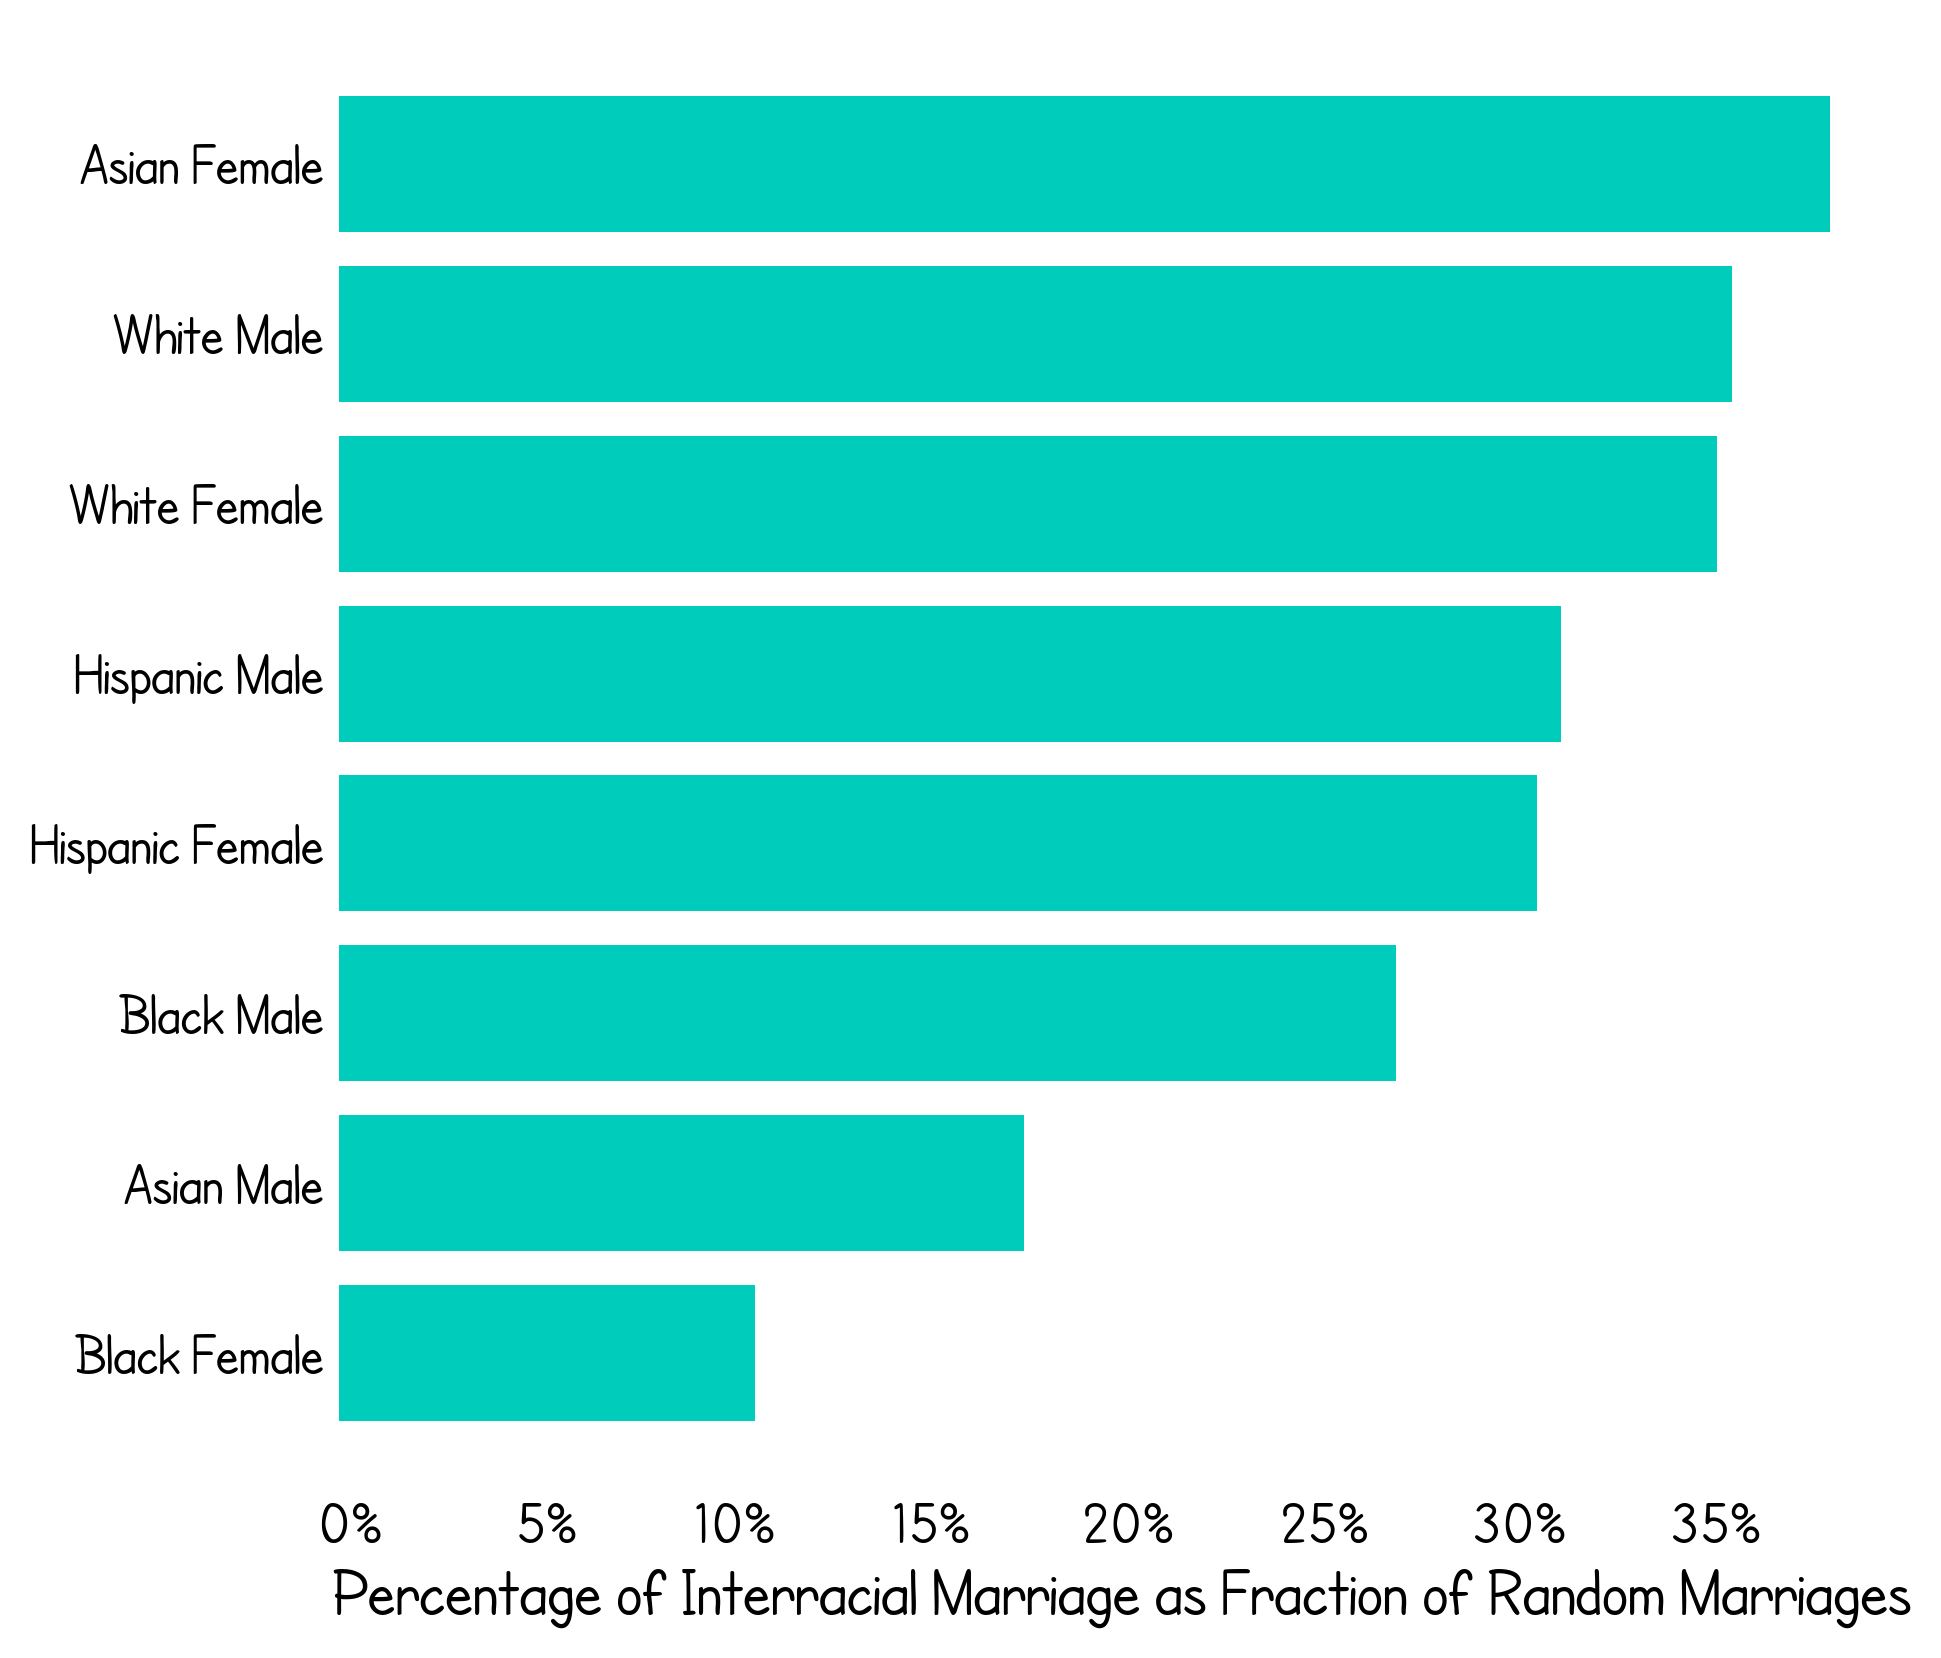 Asian Female
White Male
White Female
Hispanic Male
Hispanic Female
Black Male
Asian Male
Black Female
0% 5% 10% 15% 20% 25% 30% 35%
Percentage of Interracial Marriage as Fraction of Random Marriages